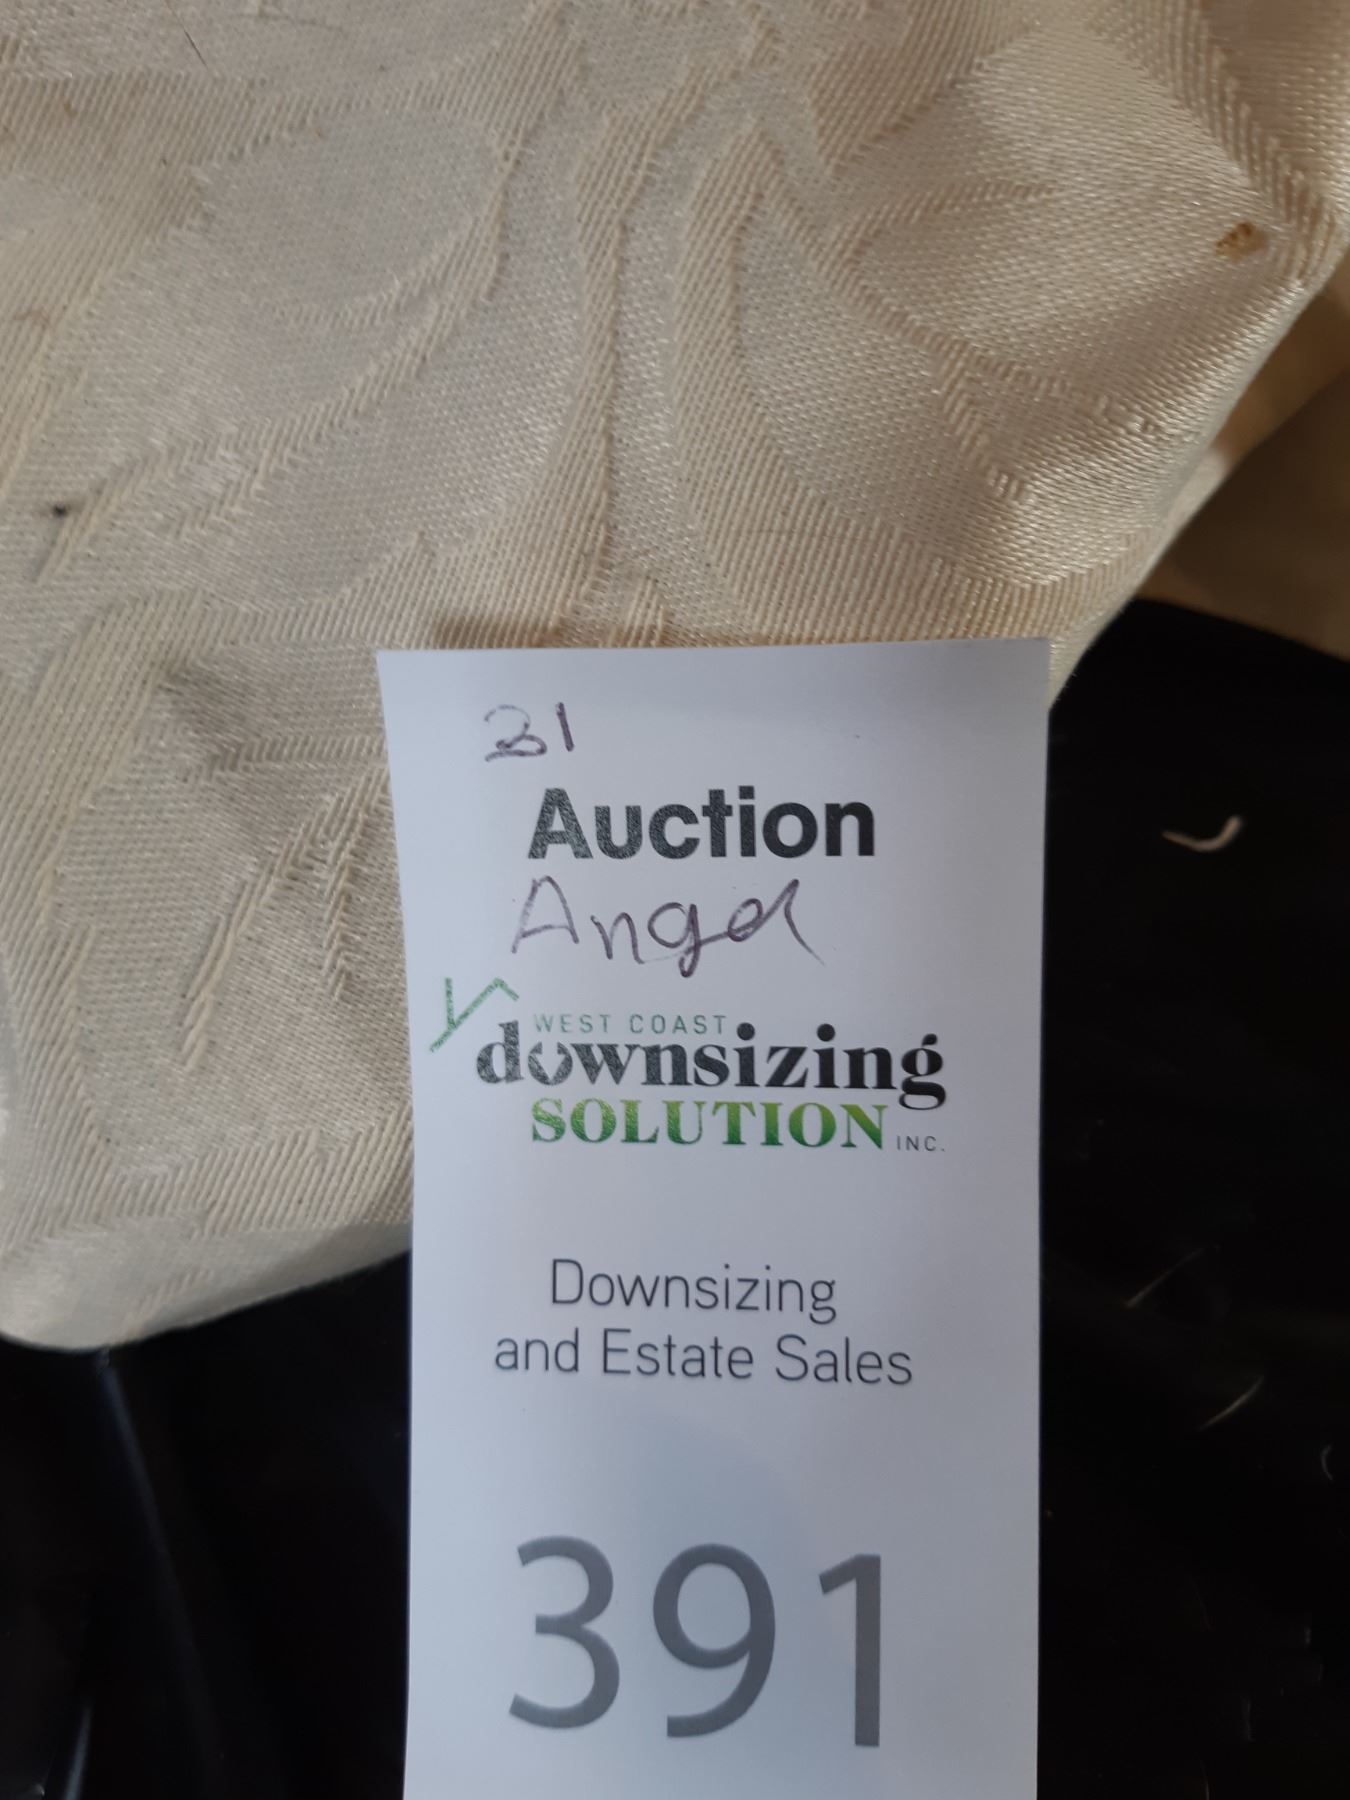 31
Auction
Angel
WEST COAST
downsizing
SOLUTION INC.
Downsizing
and Estate Sales
391